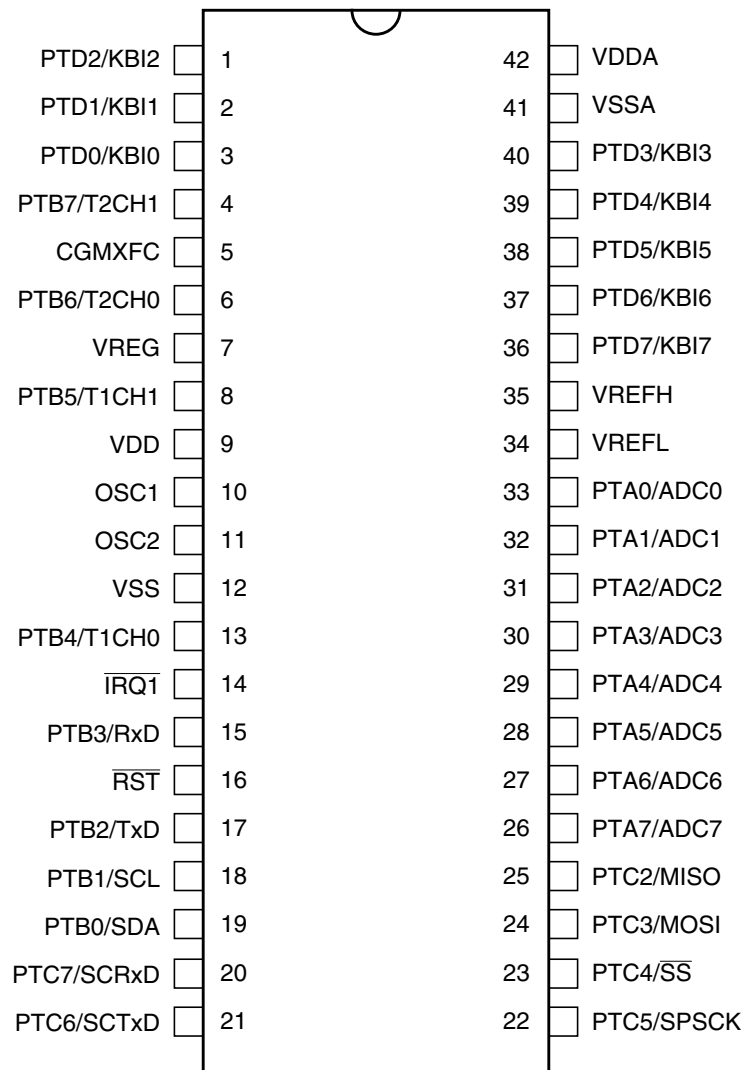 PTD2/KBI2 1 42 VDDA
PTD1/KBI1 2 41 VSSA
PTD0/KBI0 3 40 PTD3/KBI3
PTB7/T2CH1 4 39 PTD4/KBI4
CGMXFC 5 38 PTD5/KBI5
PTB6/T2CH0 6 37 PTD6/KBI6
VREG 7 36 PTD7/KBI7
PTB5/T1CH1 8 35 VREFH
VDD 9 34 VREFL
OSC1 10 33 PTA0/ADC0
OSC2 11 32 PTA1/ADC1
VSS 12 31 PTA2/ADC2
PTB4/T1CH0 13 30 PTA3/ADC3
I̅R̅Q̅1̅ 14 29 PTA4/ADC4
PTB3/RxD 15 28 PTA5/ADC5
R̅S̅T̅ 16 27 PTA6/ADC6
PTB2/TxD 17 26 PTA7/ADC7
PTB1/SCL 18 25 PTC2/MISO
PTB0/SDA 19 24 PTC3/MOSI
PTC7/SCRxD 20 23 PTC4/S̅S̅
PTC6/SCTxD 21 22 PTC5/SPSCK